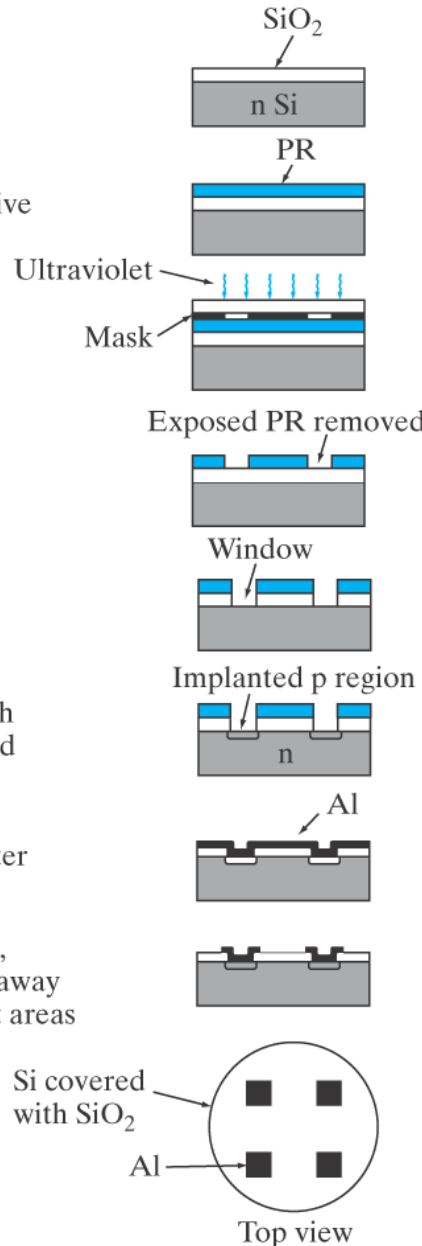 SiO₂
n Si
PR
ive
Ultraviolet
Mask
Exposed PR removed
Window
Implanted p region
n
Al
,
away
areas
Si covered
with SiO₂
Al
Top view